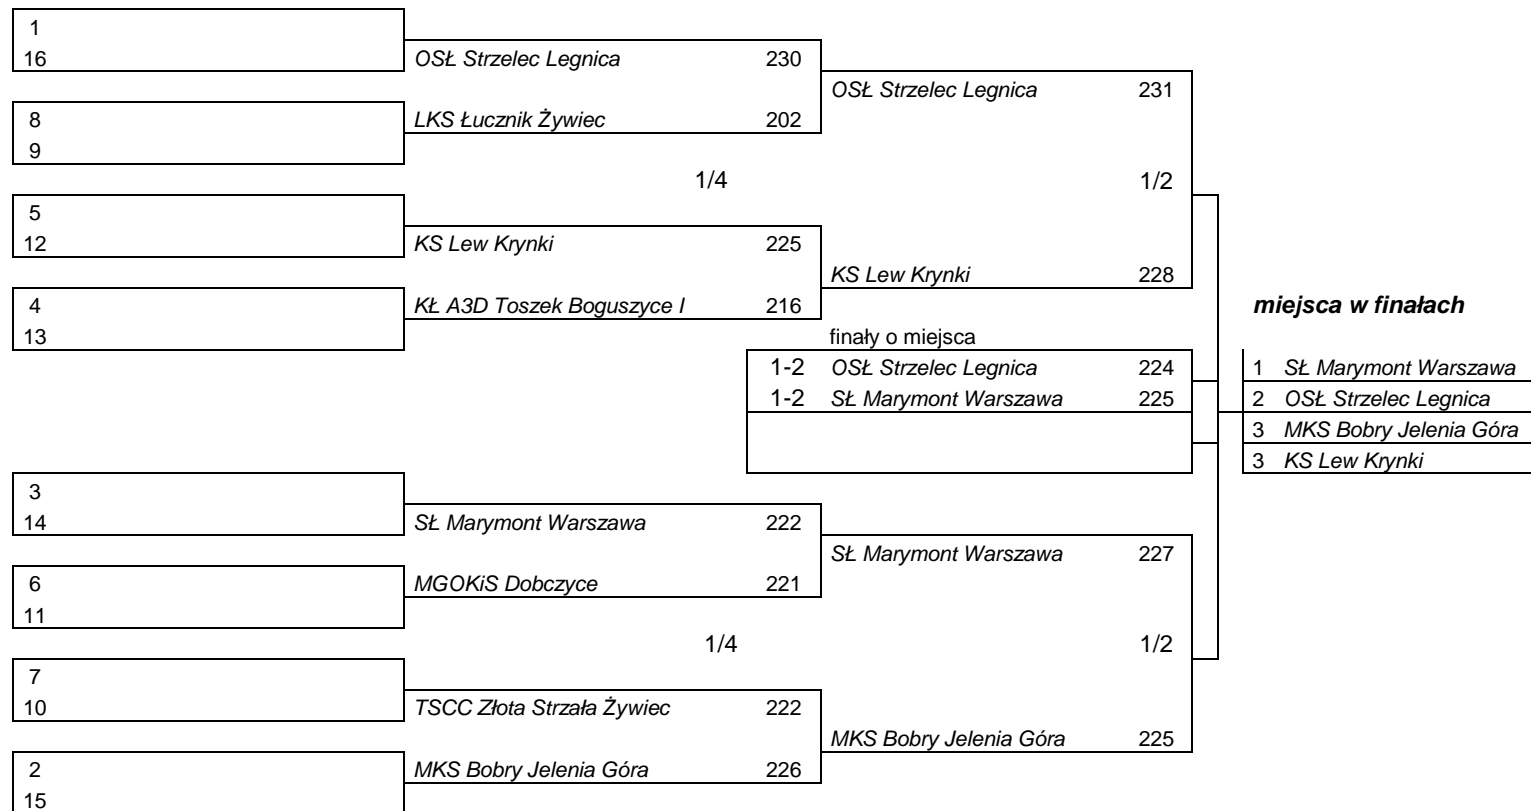 1
16 OSŁ Strzelec Legnica 230
OSŁ Strzelec Legnica 231
8 LKS Łucznik Żywiec 202
9
1/4 1/2
5
12 KS Lew Krynki 225
KS Lew Krynki 228
4 KŁ A3D Toszek Boguszyce I 216 miejsca w finałach
13 finały o miejsca
1-2 OSŁ Strzelec Legnica 224 1 SŁ Marymont Warszawa
1-2 SŁ Marymont Warszawa 225 2 OSŁ Strzelec Legnica
3 MKS Bobry Jelenia Góra
3 KS Lew Krynki
3
14 SŁ Marymont Warszawa 222
SŁ Marymont Warszawa 227
6 MGOKiS Dobczyce 221
11
1/4 1/2
7
10 TSCC Złota Strzała Żywiec 222
MKS Bobry Jelenia Góra 225
2 MKS Bobry Jelenia Góra 226
15